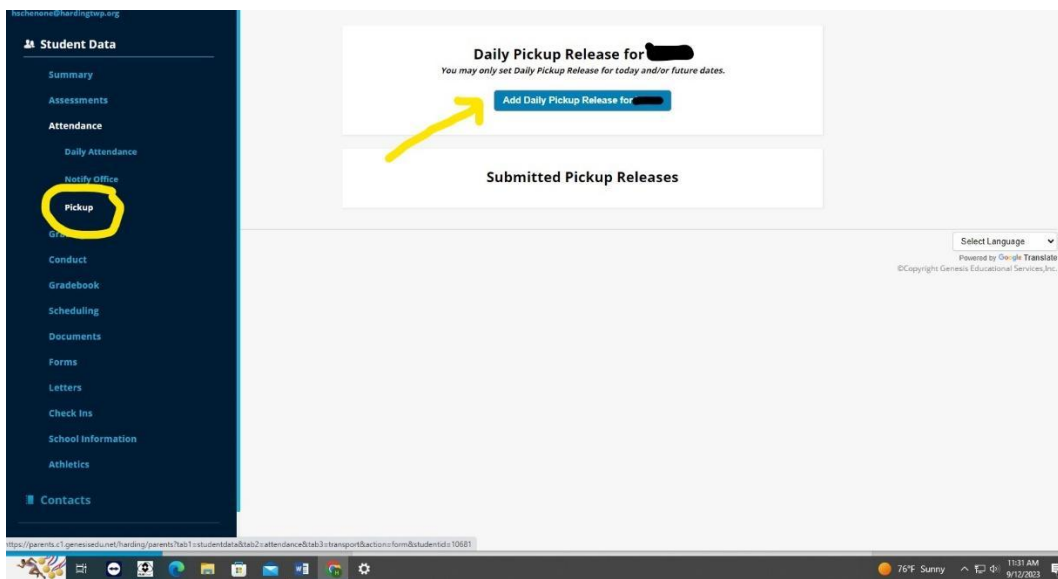 hschenone@hardingtwp.org
Student Data
Summary
Assessments
Attendance
Daily Attendance
Notify Office
Pickup
Conduct
Gradebook
Scheduling
Documents
Forms
Letters
Check Ins
School Information
Athletics
Contacts
Daily Pickup Release for
You may only set Daily Pickup Release for today and/or future dates.
Add Daily Pickup Release for
Submitted Pickup Releases
Select Language
Powered by Google Translate
©Copyright Genesis Educational Services,Inc.
https://parents.c1.genesisedu.net/harding/parents?tab1=studentdata&tab2=attendance&tab3=transport&action=form&studentid=10681
76°F Sunny
11:31 AM
9/12/2023